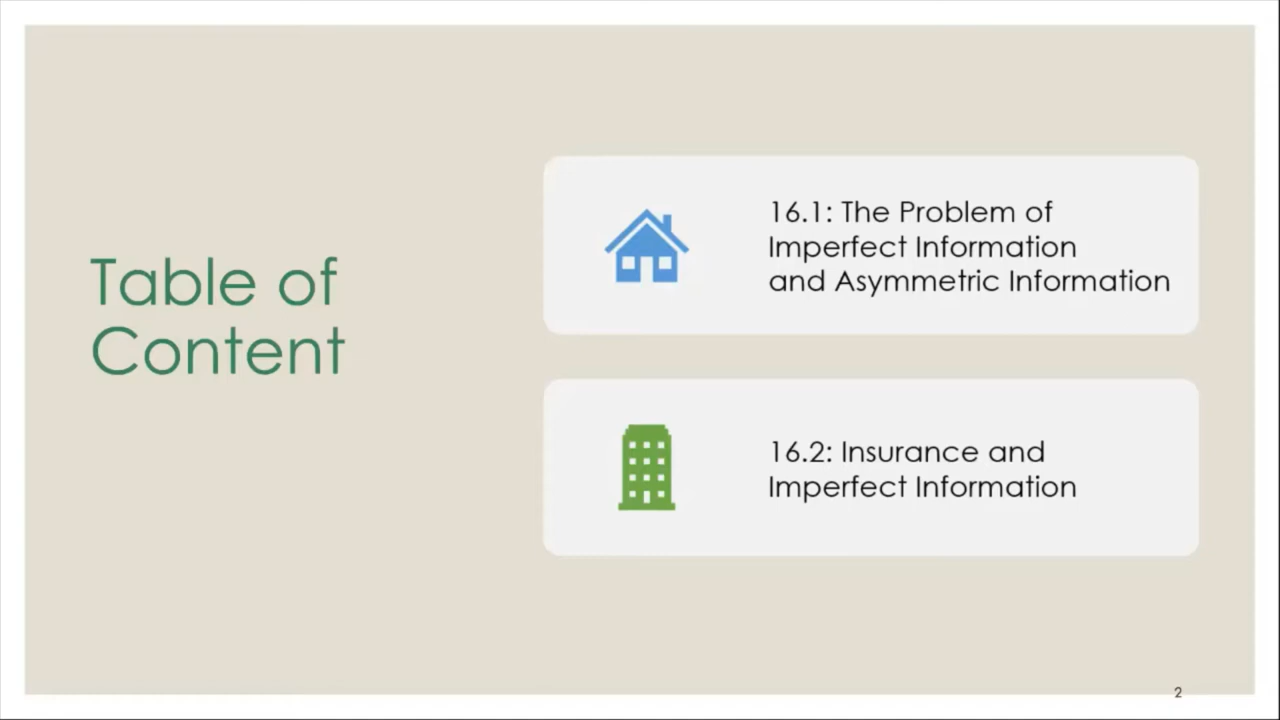 Table of
Content
16.1: The Problem of
Imperfect Information
and Asymmetric Information
16.2: Insurance and
Imperfect Information
2